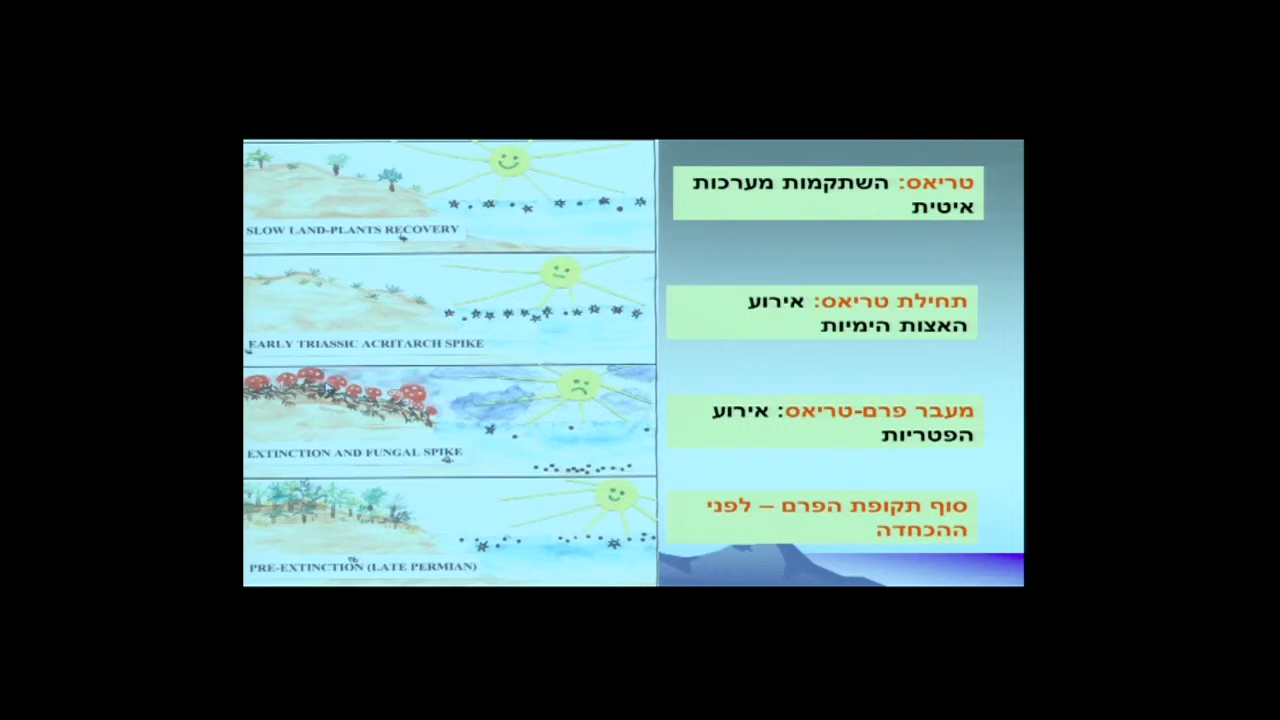 SLOW LAND-PLANTS RECOVERY
EARLY TRIASSIC ACRITARCH SPIKE
EXTINCTION AND FUNGAL SPIKE
PRE-EXTINCTION (LATE PERMIAN)
טריאס: השתקמות מערכות
איטית
תחילת טריאס: אירוע
האצות הימיות
מעבר פרם-טריאס: אירוע
הפטריות
סוף תקופת הפרם – לפני
ההכחדה